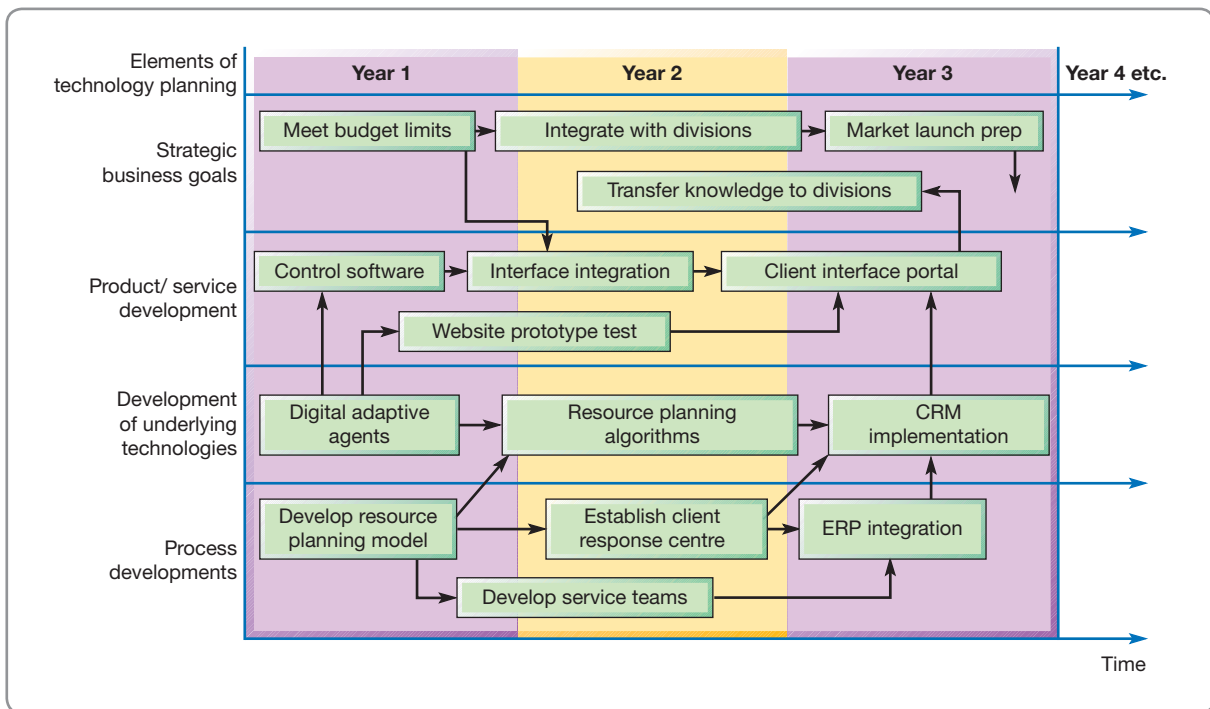 Elements of
technology planning
Year 1
Year 2
Year 3
Year 4 etc.
Strategic
business goals
Meet budget limits
Integrate with divisions
Market launch prep
Transfer knowledge to divisions
Product/ service
development
Control software
Interface integration
Client interface portal
Website prototype test
Development
of underlying
technologies
Digital adaptive
agents
Resource planning
algorithms
CRM
implementation
Process
developments
Develop resource
planning model
Establish client
response centre
ERP integration
Develop service teams
Time